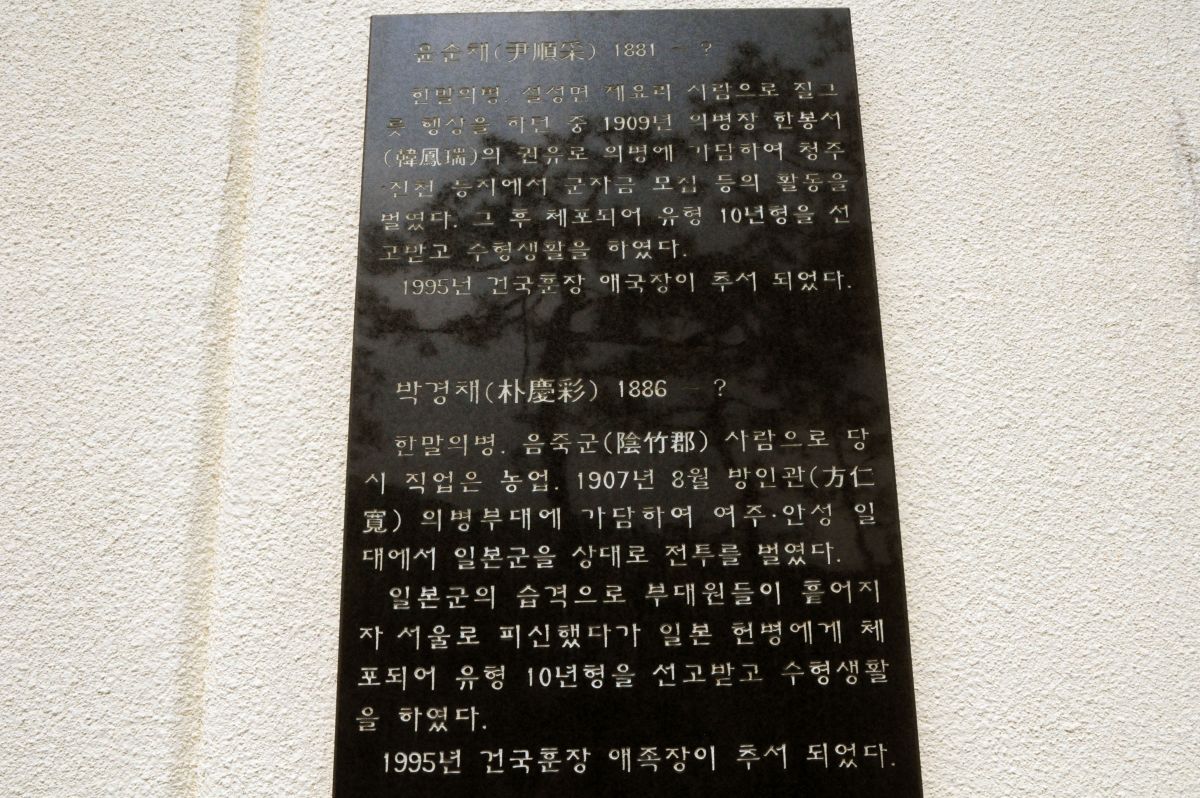 윤순채(尹順采) 1881 - ?
한말의병. 설성면 제요리 사람으로 질그
릇 행상을 하던 중 1909년 의병장 한봉서
(韓鳳瑞)의 권유로 의병에 가담하여 청주
·진천 등지에서 군자금 모집 등의 활동을
벌였다. 그 후 체포되어 유형 10년형을 선
고받고 수형생활을 하였다.
1995년 건국훈장 애국장이 추서 되었다.
박경채(朴慶彩) 1886 - ?
한말의병. 음죽군(陰竹郡) 사람으로 당
시 직업은 농업. 1907년 8월 방인관(方仁
寬) 의병부대에 가담하여 여주·안성 일
대에서 일본군을 상대로 전투를 벌였다.
일본군의 습격으로 부대원들이 흩어지
자 서울로 피신했다가 일본 헌병에게 체
포되어 유형 10년형을 선고받고 수형생활
을 하였다.
1995년 건국훈장 애족장이 추서 되었다.